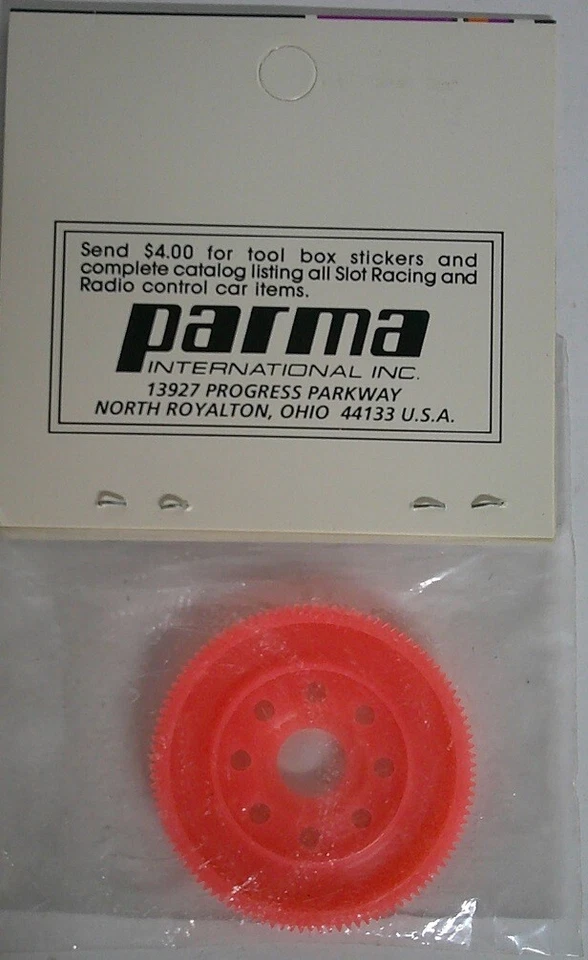 Send $4.00 for tool box stickers and
complete catalog listing all Slot Racing and
Radio control car items.
parma
INTERNATIONAL INC.
13927 PROGRESS PARKWAY
NORTH ROYALTON, OHIO 44133 U.S.A.